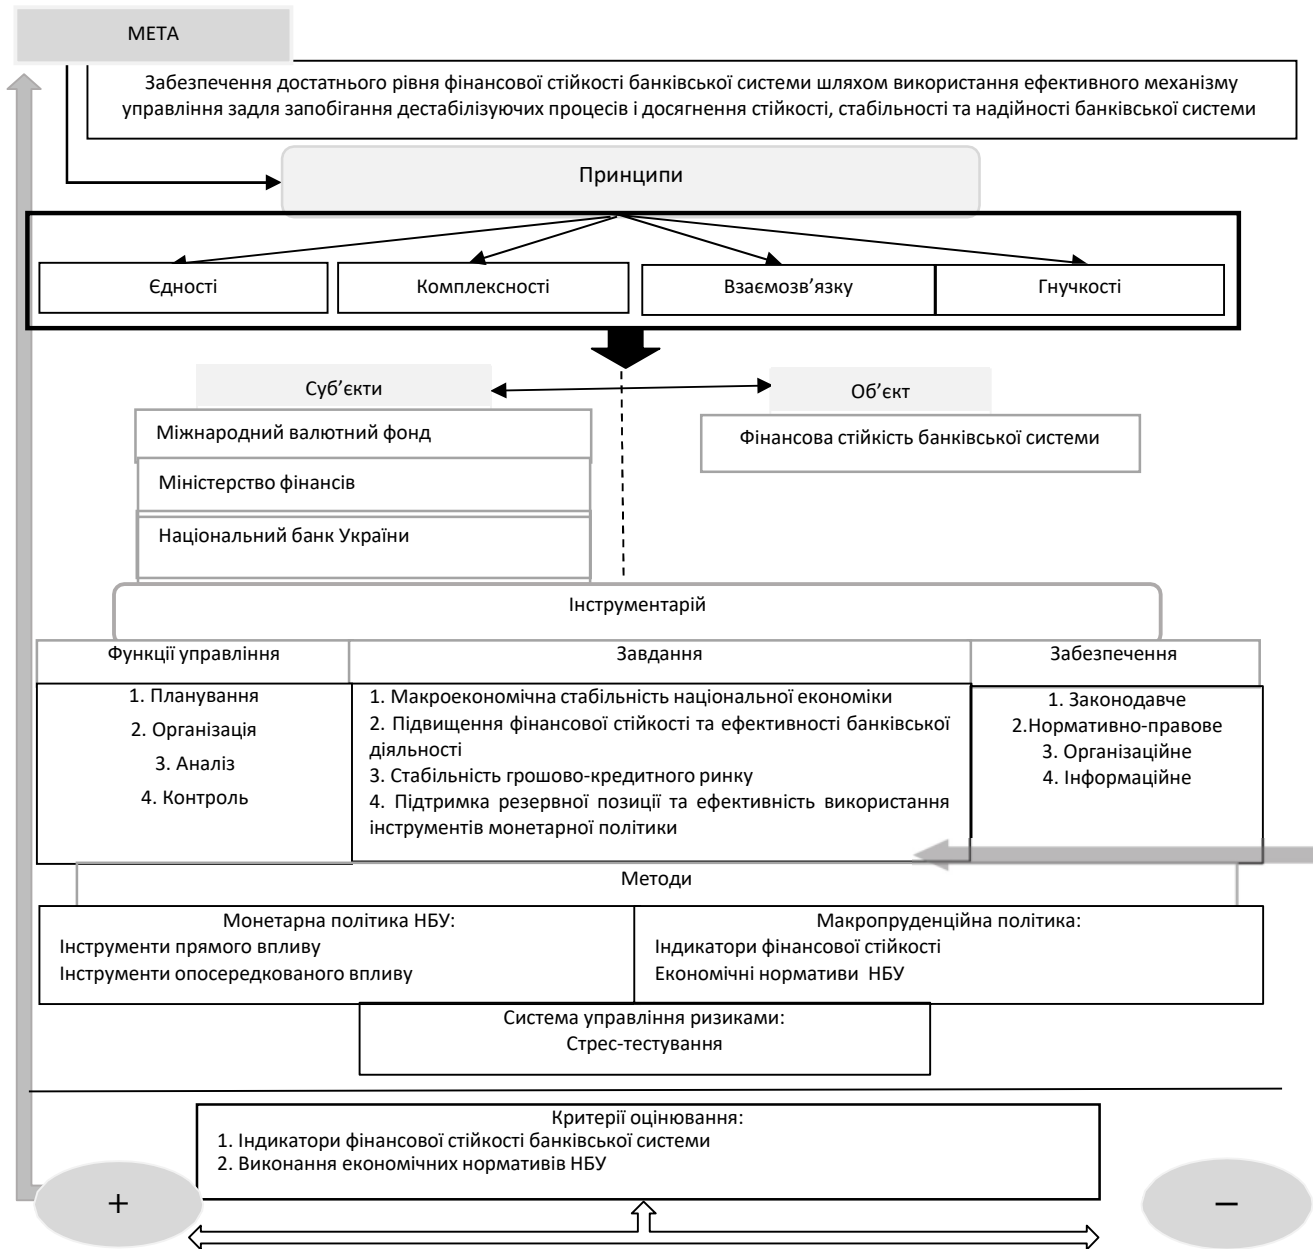 МЕТА
Забезпечення достатнього рівня фінансової стійкості банківської системи шляхом використання ефективного механізму
управління задля запобігання дестабілізуючих процесів і досягнення стійкості, стабільності та надійності банківської системи
Принципи
Єдності
Комплексності
Взаємозв’язку
Гнучкості
Суб’єкти
Об’єкт
Міжнародний валютний фонд
Фінансова стійкість банківської системи
Міністерство фінансів
Національний банк України
Інструментарій
Функції управління
Завдання
Забезпечення
1. Планування
2. Організація
3. Аналіз
4. Контроль
1. Макроекономічна стабільність національної економіки
2. Підвищення фінансової стійкості та ефективності банківської
діяльності
3. Стабільність грошово-кредитного ринку
4. Підтримка резервної позиції та ефективність використання
інструментів монетарної політики
1. Законодавче
2.Нормативно-правове
3. Організаційне
4. Інформаційне
Методи
Монетарна політика НБУ:
Інструменти прямого впливу
Інструменти опосередкованого впливу
Макропруденційна політика:
Індикатори фінансової стійкості
Економічні нормативи НБУ
Система управління ризиками:
Стрес-тестування
Критерії оцінювання:
1. Індикатори фінансової стійкості банківської системи
2. Виконання економічних нормативів НБУ
+
−